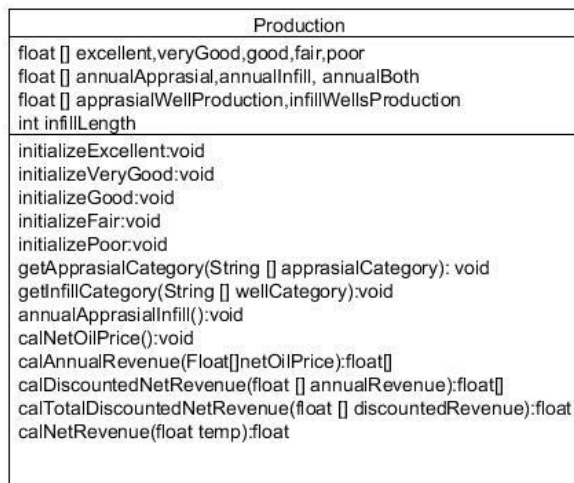 Production
float [] excellent,veryGood,good,fair,poor
float [] annualApprasial,annualInfill, annualBoth
float [] apprasialWellProduction,infillWellsProduction
int infillLength
initializeExcellent:void
initializeVeryGood:void
initializeGood:void
initializeFair:void
initializePoor:void
getApprasialCategory(String [] apprasialCategory): void
getInfillCategory(String [] wellCategory):void
annualApprasialInfill():void
calNetOilPrice():void
calAnnualRevenue(Float[]netOilPrice):float[]
calDiscountedNetRevenue(float [] annualRevenue):float[]
calTotalDiscountedNetRevenue(float [] discountedRevenue):float
calNetRevenue(float temp):float